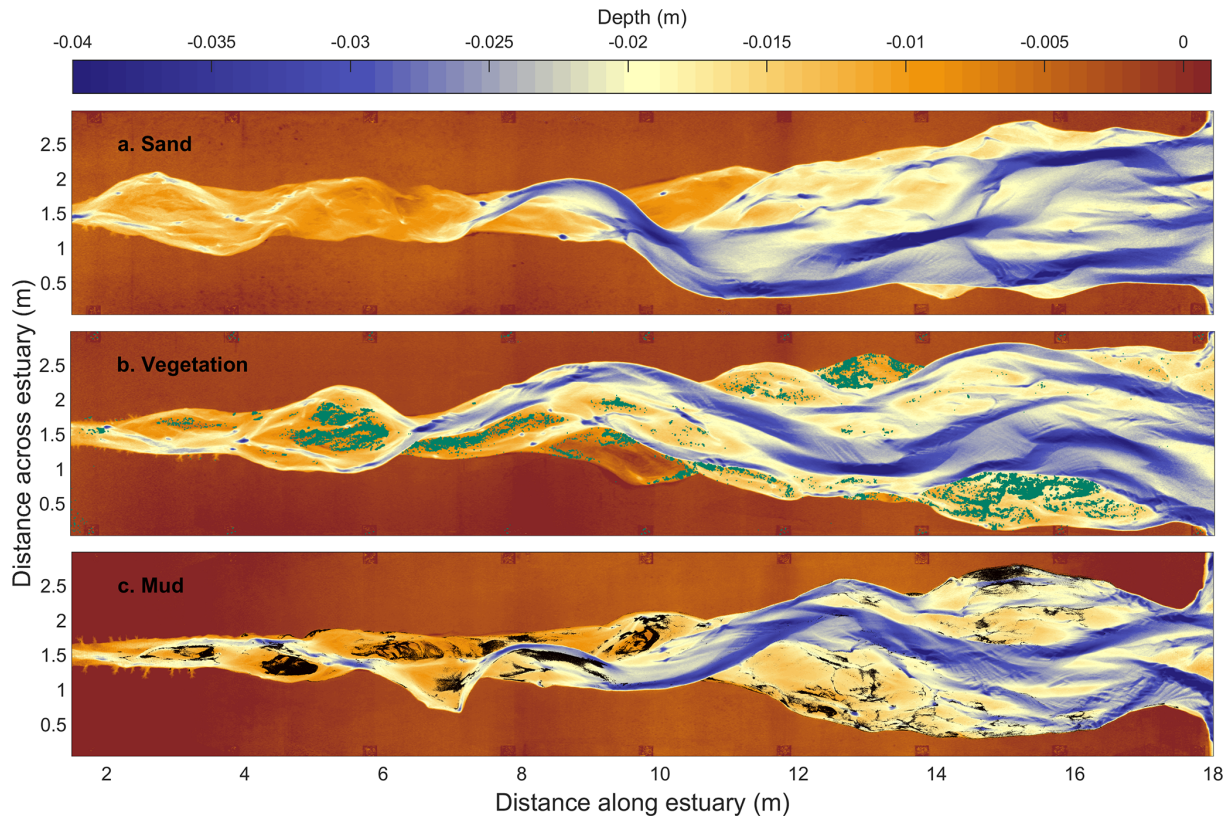 Depth (m)
-0.04 -0.035 -0.03 -0.025 -0.02 -0.015 -0.01 -0.005 0
a. Sand
2.5
2
1.5
1
0.5
b. Vegetation
2.5
2
1.5
1
0.5
c. Mud
2.5
2
1.5
1
0.5
Distance across estuary (m)
2 4 6 8 10 12 14 16 18
Distance along estuary (m)